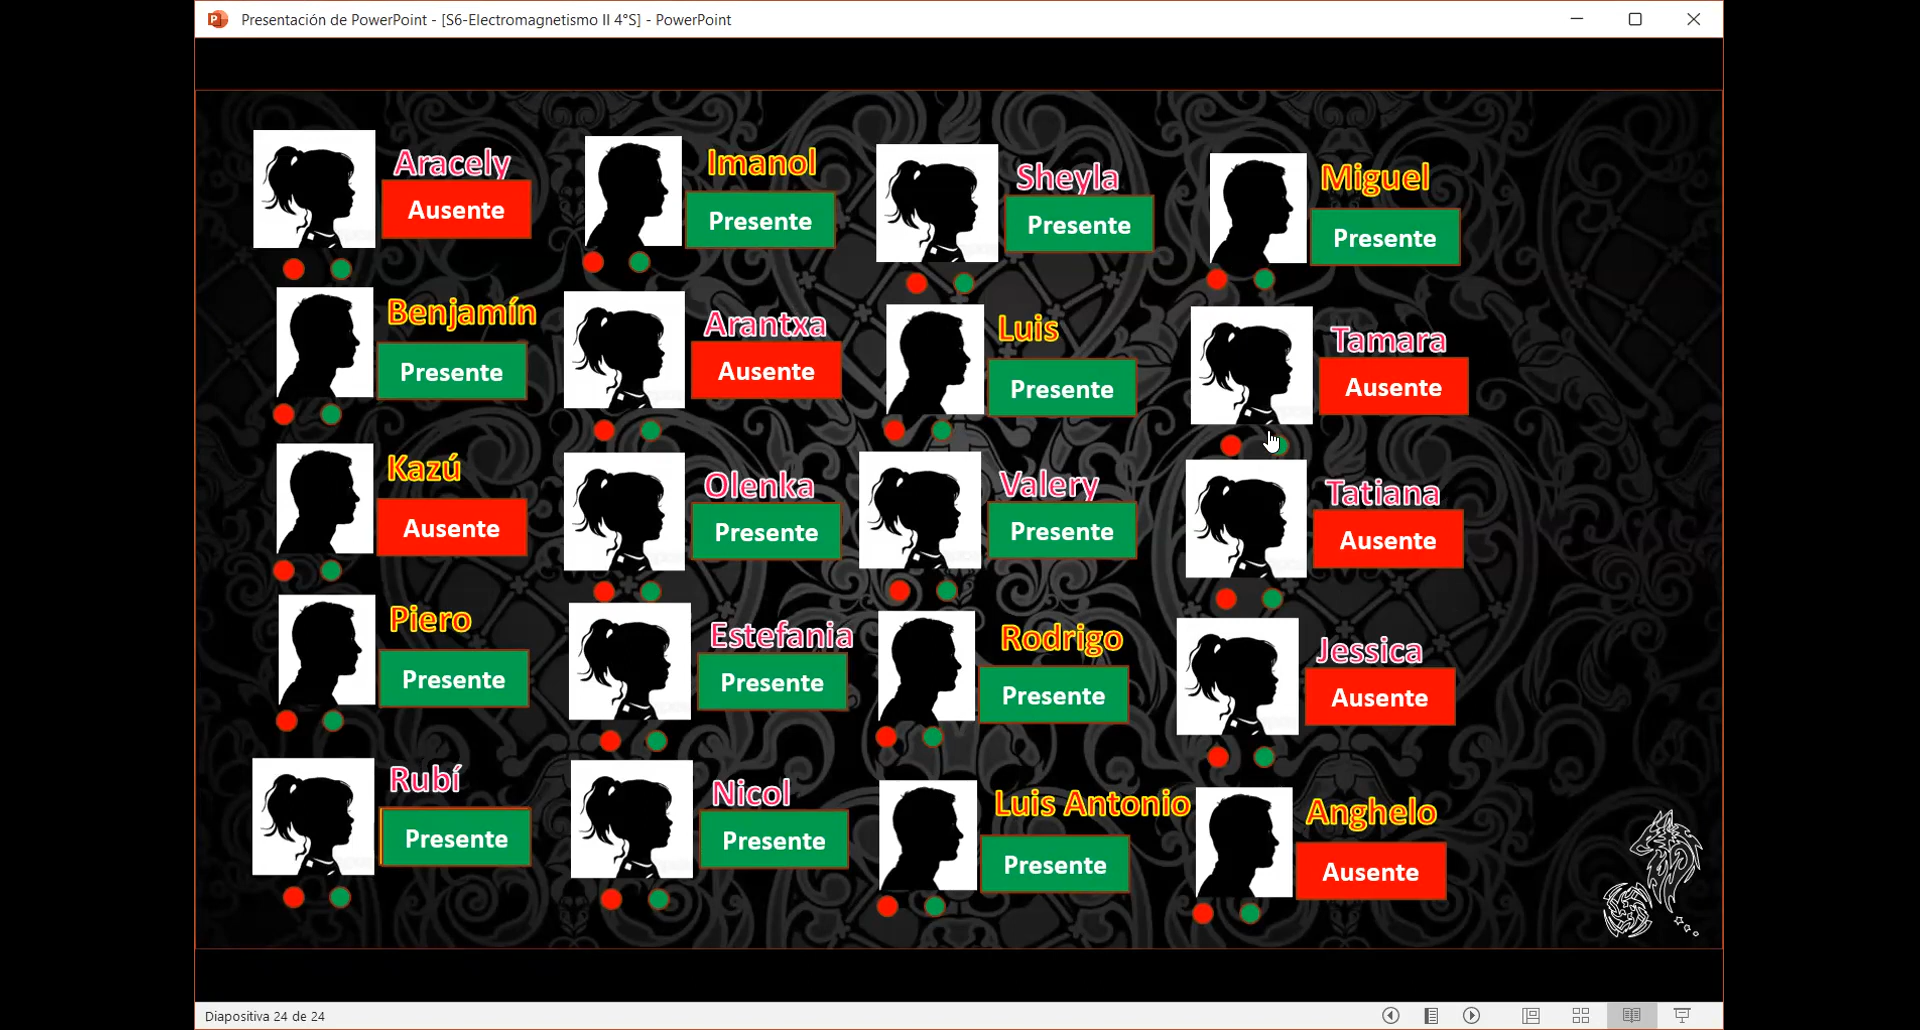 Presentación de PowerPoint - [S6-Electromagnetismo II 4°S] - PowerPoint
Aracely
Ausente
Imanol
Presente
Sheyla
Presente
Miguel
Presente
Benjamín
Presente
Arantxa
Ausente
Luis
Presente
Tamara
Ausente
Kazú
Ausente
Olenka
Presente
Valery
Presente
Tatiana
Ausente
Piero
Presente
Estefania
Presente
Rodrigo
Presente
Jessica
Ausente
Rubí
Presente
Nicol
Presente
Luis Antonio
Presente
Anghelo
Ausente
Diapositiva 24 de 24